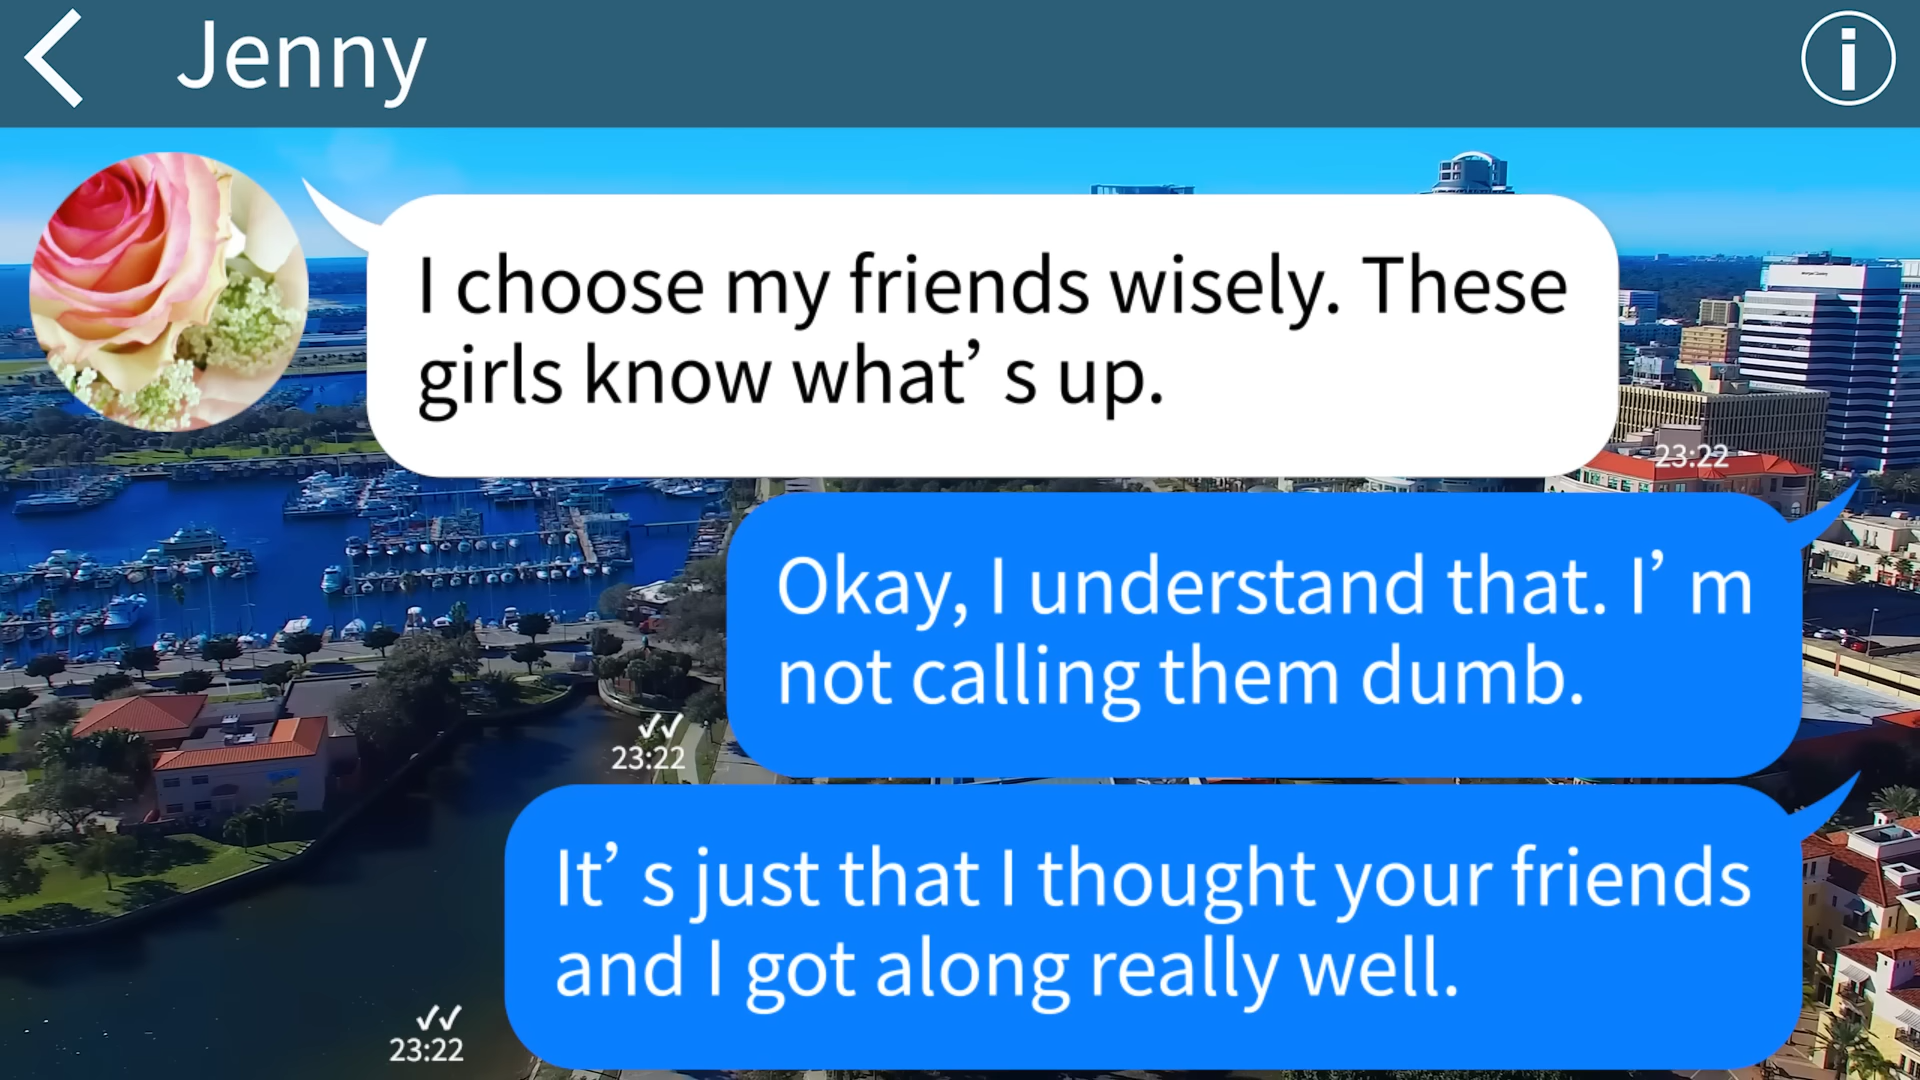 Jenny
I choose my friends wisely. These
girls know what’s up.
23:22
Okay, I understand that. I’m
not calling them dumb.
23:22
It’s just that I thought your friends
and I got along really well.
23:22